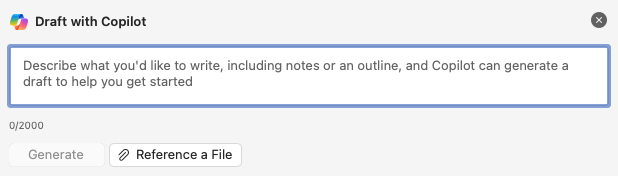 Draft with Copilot
Describe what you'd like to write, including notes or an outline, and Copilot can generate a
draft to help you get started
0/2000
Generate
Reference a File